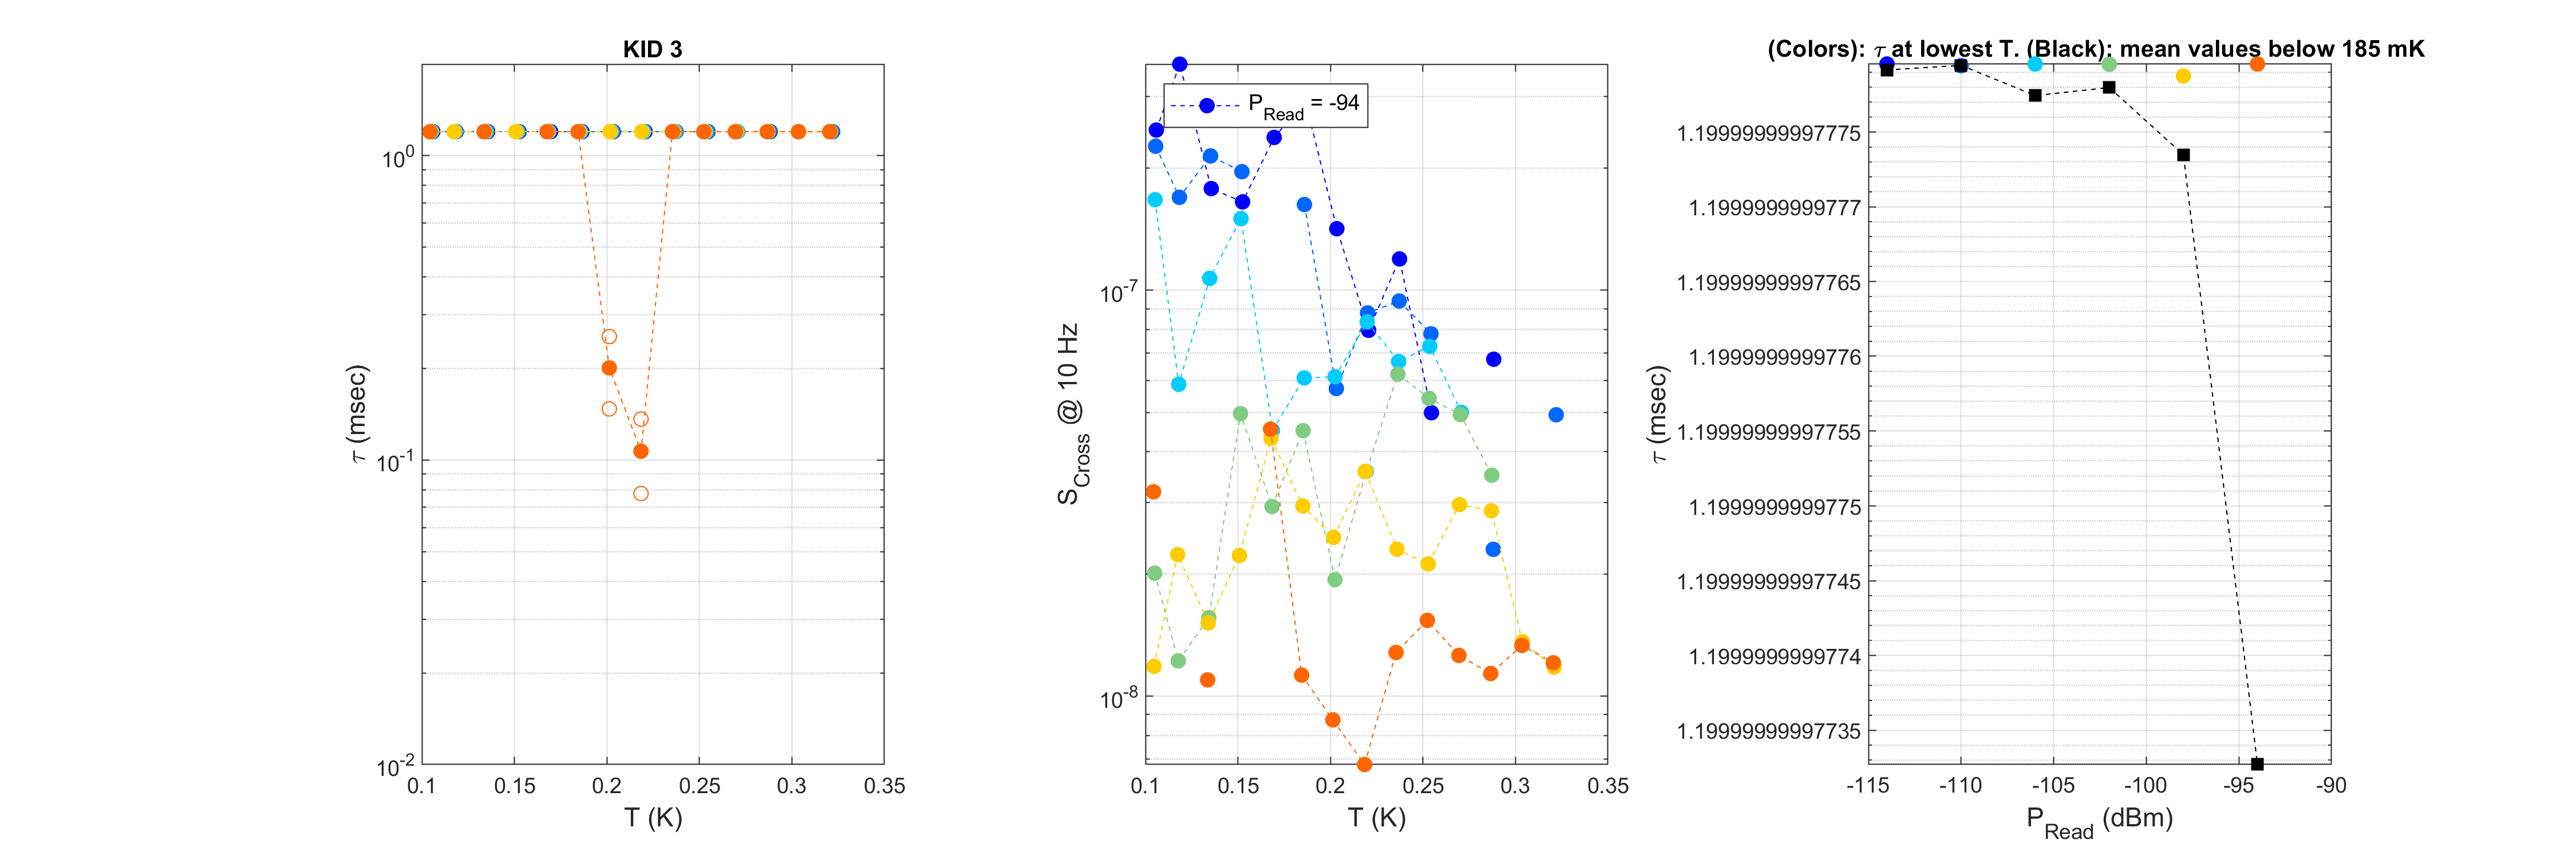 KID 3
τ (msec)
10^0
10^-1
10^-2
0.1 0.15 0.2 0.25 0.3 0.35
T (K)
P_Read = -94
S_Cross @ 10 Hz
10^-7
10^-8
0.1 0.15 0.2 0.25 0.3 0.35
T (K)
(Colors): τ at lowest T. (Black): mean values below 185 mK
τ (msec)
1.19999999997775
1.1999999999777
1.19999999997765
1.1999999999776
1.19999999997755
1.1999999999775
1.19999999997745
1.1999999999774
1.19999999997735
-115 -110 -105 -100 -95 -90
P_Read (dBm)